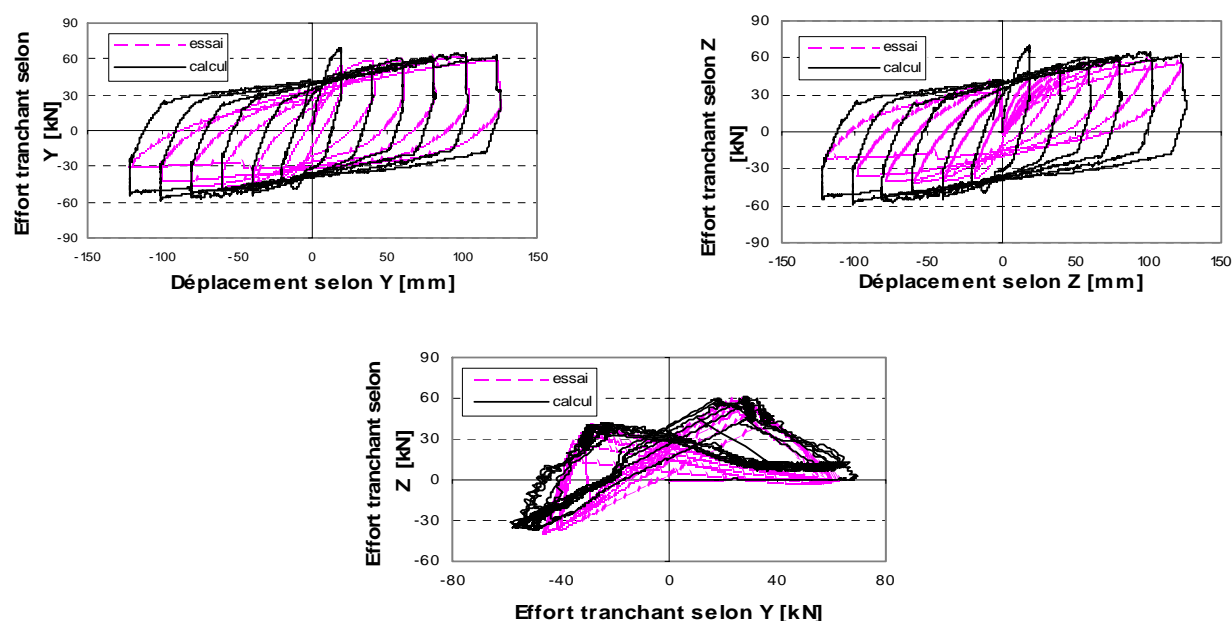 Effort tranchant selon
Y [kN]
90
60
30
0
-30
-60
-90
essai
calcul
-150 -100 -50 0 50 100 150
Déplacement selon Y [mm]
Effort tranchant selon Z
[kN]
90
60
30
0
-30
-60
-90
essai
calcul
-150 -100 -50 0 50 100 150
Déplacement selon Z [mm]
Effort tranchant selon
Z [kN]
90
60
30
0
-30
-60
essai
calcul
-80 -40 0 40 80
Effort tranchant selon Y [kN]